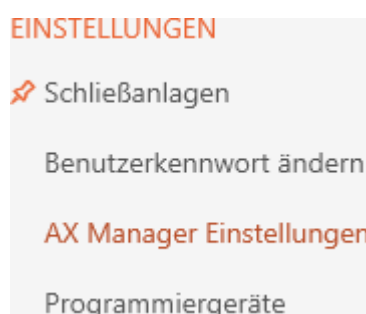 EINSTELLUNGEN
Schließanlagen
Benutzerkennwort ändern
AX Manager Einstellungen
Programmiergeräte